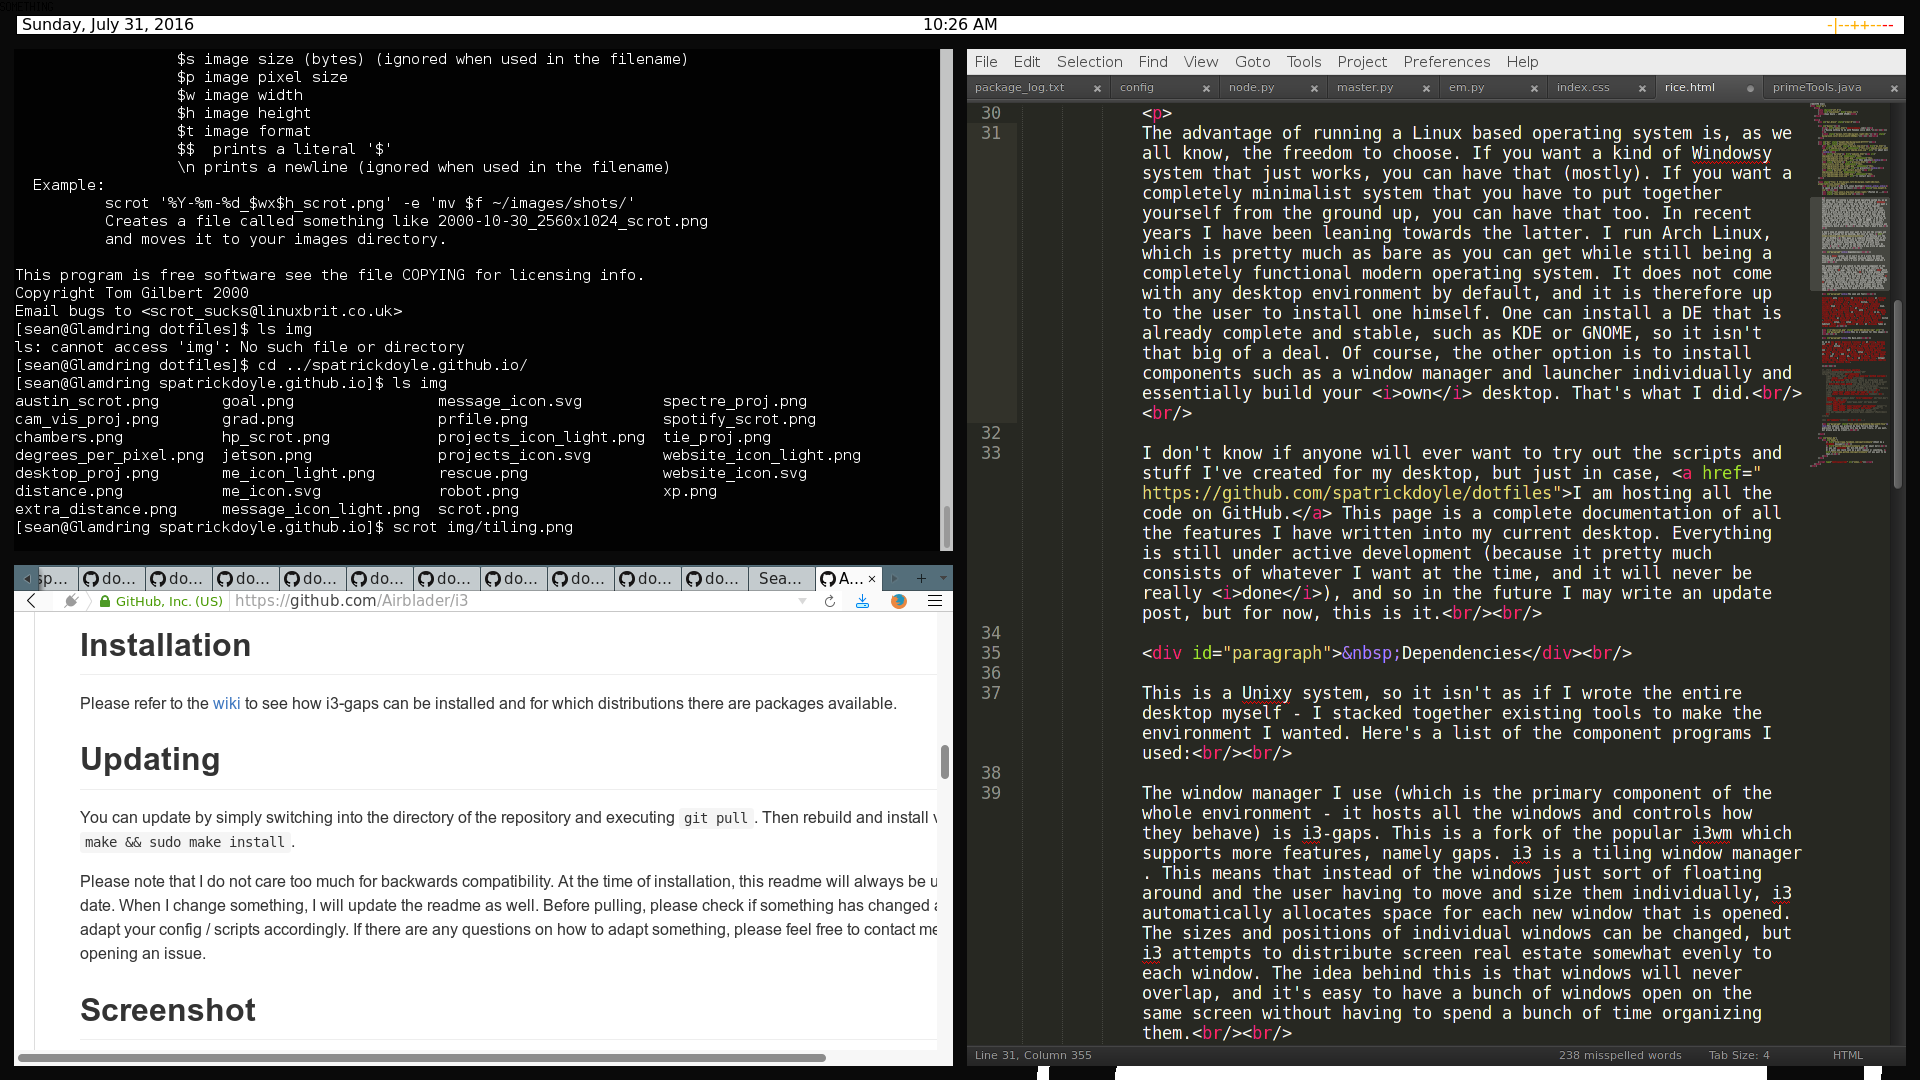 SOMETHING
Sunday, July 31, 2016
10:26 AM
-|--++----
$s image size (bytes) (ignored when used in the filename)
$p image pixel size
$w image width
$h image height
$t image format
$$  prints a literal '$'
\n prints a newline (ignored when used in the filename)
Example:
scrot '%Y-%m-%d_$wx$h_scrot.png' -e 'mv $f ~/images/shots/'
Creates a file called something like 2000-10-30_2560x1024_scrot.png
and moves it to your images directory.
This program is free software see the file COPYING for licensing info.
Copyright Tom Gilbert 2000
Email bugs to <scrot_sucks@linuxbrit.co.uk>
[sean@Glamdring dotfiles]$ ls img
ls: cannot access 'img': No such file or directory
[sean@Glamdring dotfiles]$ cd ../spatrickdoyle.github.io/
[sean@Glamdring spatrickdoyle.github.io]$ ls img
austin_scrot.png goal.png message_icon.svg spectre_proj.png
cam_vis_proj.png grad.png prfile.png spotify_scrot.png
chambers.png hp_scrot.png projects_icon_light.png tie_proj.png
degrees_per_pixel.png jetson.png projects_icon.svg website_icon_light.png
desktop_proj.png me_icon_light.png rescue.png website_icon.svg
distance.png me_icon.svg robot.png xp.png
extra_distance.png message_icon_light.png scrot.png
[sean@Glamdring spatrickdoyle.github.io]$ scrot img/tiling.png
sp... do... do... do... do... do... do... do... do... do... do... Sea... A... ×
GitHub, Inc. (US) https://github.com/Airblader/i3
Installation
Please refer to the wiki to see how i3-gaps can be installed and for which distributions there are packages available.
Updating
You can update by simply switching into the directory of the repository and executing git pull. Then rebuild and install
make && sudo make install.
Please note that I do not care too much for backwards compatibility. At the time of installation, this readme will always be
date. When I change something, I will update the readme as well. Before pulling, please check if something has changed
adapt your config / scripts accordingly. If there are any questions on how to adapt something, please feel free to contact me
opening an issue.
Screenshot
File Edit Selection Find View Goto Tools Project Preferences Help
package_log.txt × config × node.py × master.py × em.py × index.css × rice.html primeTools.java ×
30 <p>
31 The advantage of running a Linux based operating system is, as we
all know, the freedom to choose. If you want a kind of Windowsy
system that just works, you can have that (mostly). If you want a
completely minimalist system that you have to put together
yourself from the ground up, you can have that too. In recent
years I have been leaning towards the latter. I run Arch Linux,
which is pretty much as bare as you can get while still being a
completely functional modern operating system. It does not come
with any desktop environment by default, and it is therefore up
to the user to install one himself. One can install a DE that is
already complete and stable, such as KDE or GNOME, so it isn't
that big of a deal. Of course, the other option is to install
components such as a window manager and launcher individually and
essentially build your <i>own</i> desktop. That's what I did.<br/>
<br/>
32
33 I don't know if anyone will ever want to try out the scripts and
stuff I've created for my desktop, but just in case, <a href="
https://github.com/spatrickdoyle/dotfiles">I am hosting all the
code on GitHub.</a> This page is a complete documentation of all
the features I have written into my current desktop. Everything
is still under active development (because it pretty much
consists of whatever I want at the time, and it will never be
really <i>done</i>), and so in the future I may write an update
post, but for now, this is it.<br/><br/>
34
35 <div id="paragraph">&nbsp;Dependencies</div><br/>
36
37 This is a Unixy system, so it isn't as if I wrote the entire
desktop myself - I stacked together existing tools to make the
environment I wanted. Here's a list of the component programs I
used:<br/><br/>
38
39 The window manager I use (which is the primary component of the
whole environment - it hosts all the windows and controls how
they behave) is i3-gaps. This is a fork of the popular i3wm which
supports more features, namely gaps. i3 is a tiling window manager
. This means that instead of the windows just sort of floating
around and the user having to move and size them individually, i3
automatically allocates space for each new window that is opened.
The sizes and positions of individual windows can be changed, but
i3 attempts to distribute screen real estate somewhat evenly to
each window. The idea behind this is that windows will never
overlap, and it's easy to have a bunch of windows open on the
same screen without having to spend a bunch of time organizing
them.<br/><br/>
Line 31, Column 355 238 misspelled words Tab Size: 4 HTML